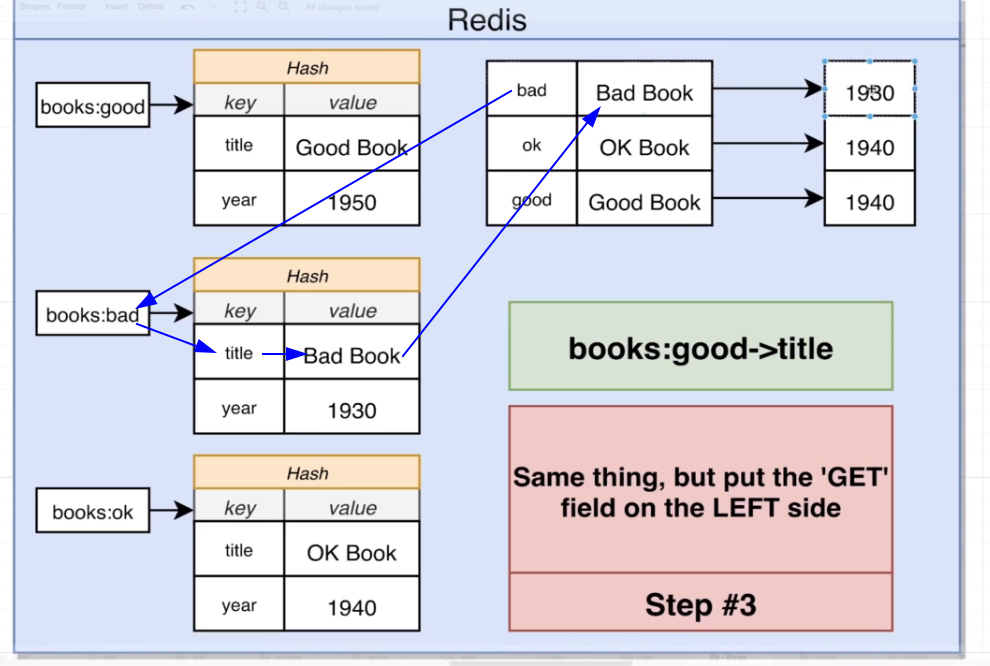 Shapes Format Insert Delete All changes saved
Redis
books:good
Hash
key value
title Good Book
year 1950
books:bad
Hash
key value
title Bad Book
year 1930
books:ok
Hash
key value
title OK Book
year 1940
bad Bad Book 1930
ok OK Book 1940
good Good Book 1940
books:good->title
Same thing, but put the 'GET'
field on the LEFT side
Step #3